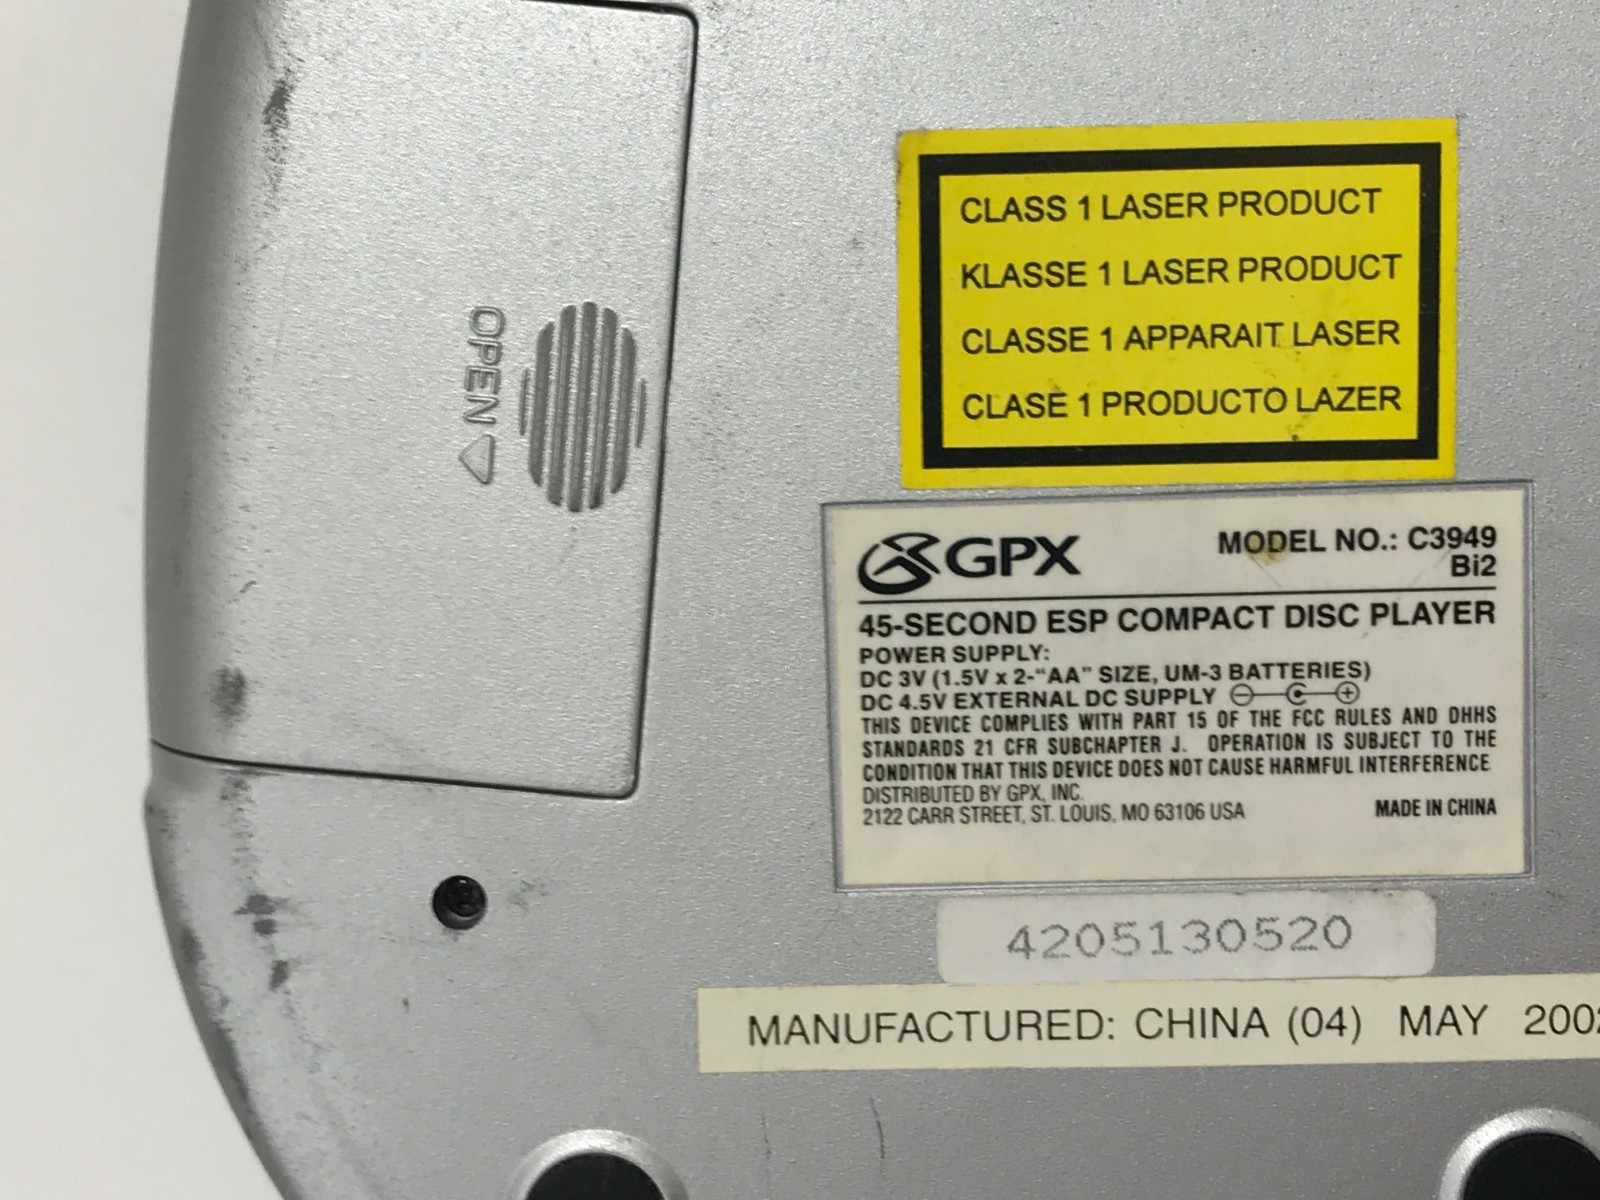 OPEN
CLASS 1 LASER PRODUCT
KLASSE 1 LASER PRODUCT
CLASSE 1 APPARAIT LASER
CLASE 1 PRODUCTO LAZER
GPX
MODEL NO.: C3949
Bi2
45-SECOND ESP COMPACT DISC PLAYER
POWER SUPPLY:
DC 3V (1.5V x 2-“AA” SIZE, UM-3 BATTERIES)
DC 4.5V EXTERNAL DC SUPPLY
THIS DEVICE COMPLIES WITH PART 15 OF THE FCC RULES AND DHHS
STANDARDS 21 CFR SUBCHAPTER J. OPERATION IS SUBJECT TO THE
CONDITION THAT THIS DEVICE DOES NOT CAUSE HARMFUL INTERFERENCE
DISTRIBUTED BY GPX, INC.
2122 CARR STREET, ST. LOUIS, MO 63106 USA MADE IN CHINA
4205130520
MANUFACTURED: CHINA (04) MAY 2002